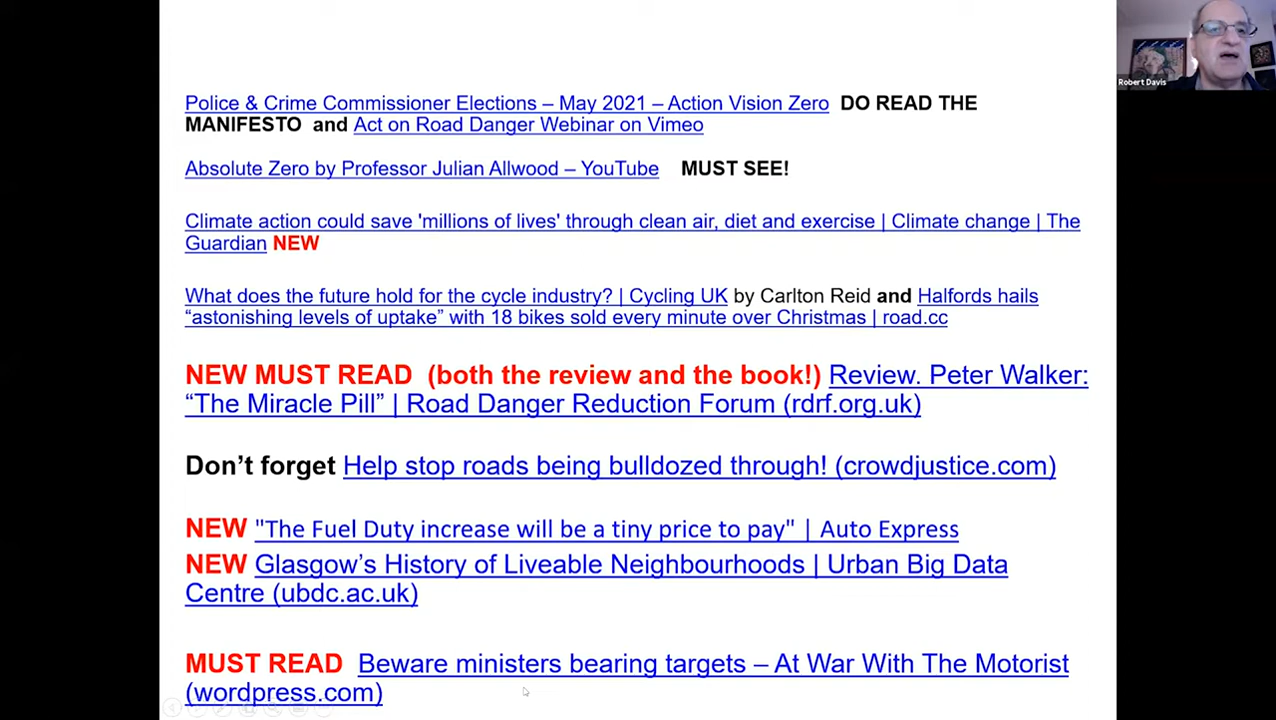 Police & Crime Commissioner Elections – May 2021 – Action Vision Zero DO READ THE
MANIFESTO and Act on Road Danger Webinar on Vimeo
Absolute Zero by Professor Julian Allwood – YouTube MUST SEE!
Climate action could save 'millions of lives' through clean air, diet and exercise | Climate change | The
Guardian NEW
What does the future hold for the cycle industry? | Cycling UK by Carlton Reid and Halfords hails
“astonishing levels of uptake” with 18 bikes sold every minute over Christmas | road.cc
NEW MUST READ (both the review and the book!) Review. Peter Walker:
“The Miracle Pill” | Road Danger Reduction Forum (rdrf.org.uk)
Don’t forget Help stop roads being bulldozed through! (crowdjustice.com)
NEW "The Fuel Duty increase will be a tiny price to pay" | Auto Express
NEW Glasgow’s History of Liveable Neighbourhoods | Urban Big Data
Centre (ubdc.ac.uk)
MUST READ Beware ministers bearing targets – At War With The Motorist
(wordpress.com)
Robert Davis